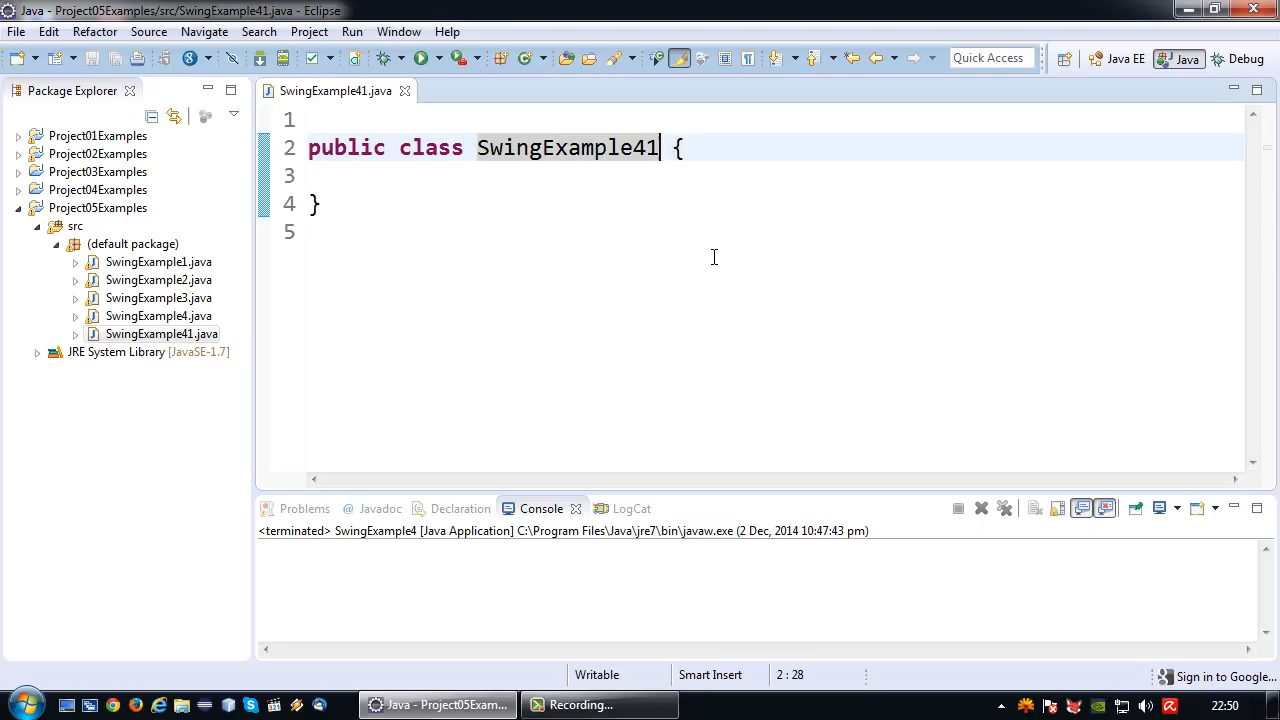 Java - Project05Examples/src/SwingExample41.java - Eclipse
File Edit Refactor Source Navigate Search Project Run Window Help
Quick Access Java EE Java Debug
Package Explorer
Project01Examples
Project02Examples
Project03Examples
Project04Examples
Project05Examples
src
(default package)
SwingExample1.java
SwingExample2.java
SwingExample3.java
SwingExample4.java
SwingExample41.java
JRE System Library [JavaSE-1.7]
SwingExample41.java
1
2 public class SwingExample41 {
3
4 }
5
Problems @ Javadoc Declaration Console LogCat
<terminated> SwingExample4 [Java Application] C:\Program Files\Java\jre7\bin\javaw.exe (2 Dec, 2014 10:47:43 pm)
Writable Smart Insert 2 : 28 Sign in to Google...
Java - Project05Exam... Recording... 22:50